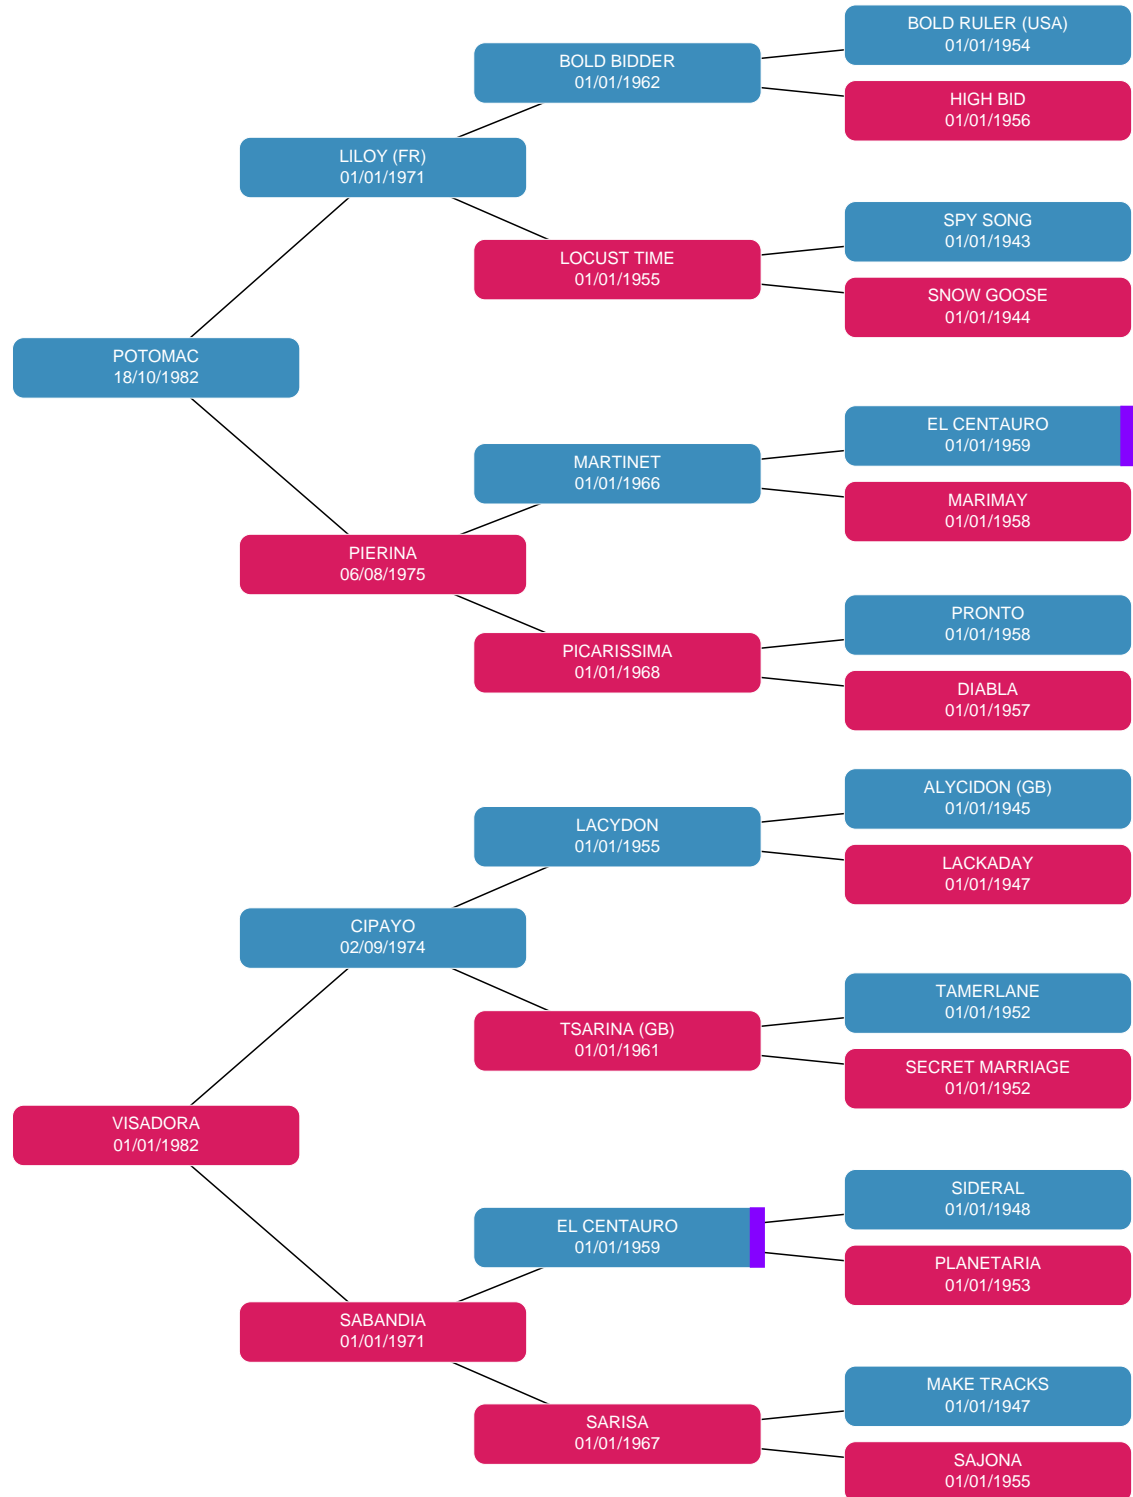 BOLD RULER (USA)
01/01/1954
BOLD BIDDER
01/01/1962
HIGH BID
01/01/1956
LILOY (FR)
01/01/1971
SPY SONG
01/01/1943
LOCUST TIME
01/01/1955
SNOW GOOSE
01/01/1944
POTOMAC
18/10/1982
EL CENTAURO
01/01/1959
MARTINET
01/01/1966
MARIMAY
01/01/1958
PIERINA
06/08/1975
PRONTO
01/01/1958
PICARISSIMA
01/01/1968
DIABLA
01/01/1957
ALYCIDON (GB)
01/01/1945
LACYDON
01/01/1955
LACKADAY
01/01/1947
CIPAYO
02/09/1974
TAMERLANE
01/01/1952
TSARINA (GB)
01/01/1961
SECRET MARRIAGE
01/01/1952
VISADORA
01/01/1982
SIDERAL
01/01/1948
EL CENTAURO
01/01/1959
PLANETARIA
01/01/1953
SABANDIA
01/01/1971
MAKE TRACKS
01/01/1947
SARISA
01/01/1967
SAJONA
01/01/1955